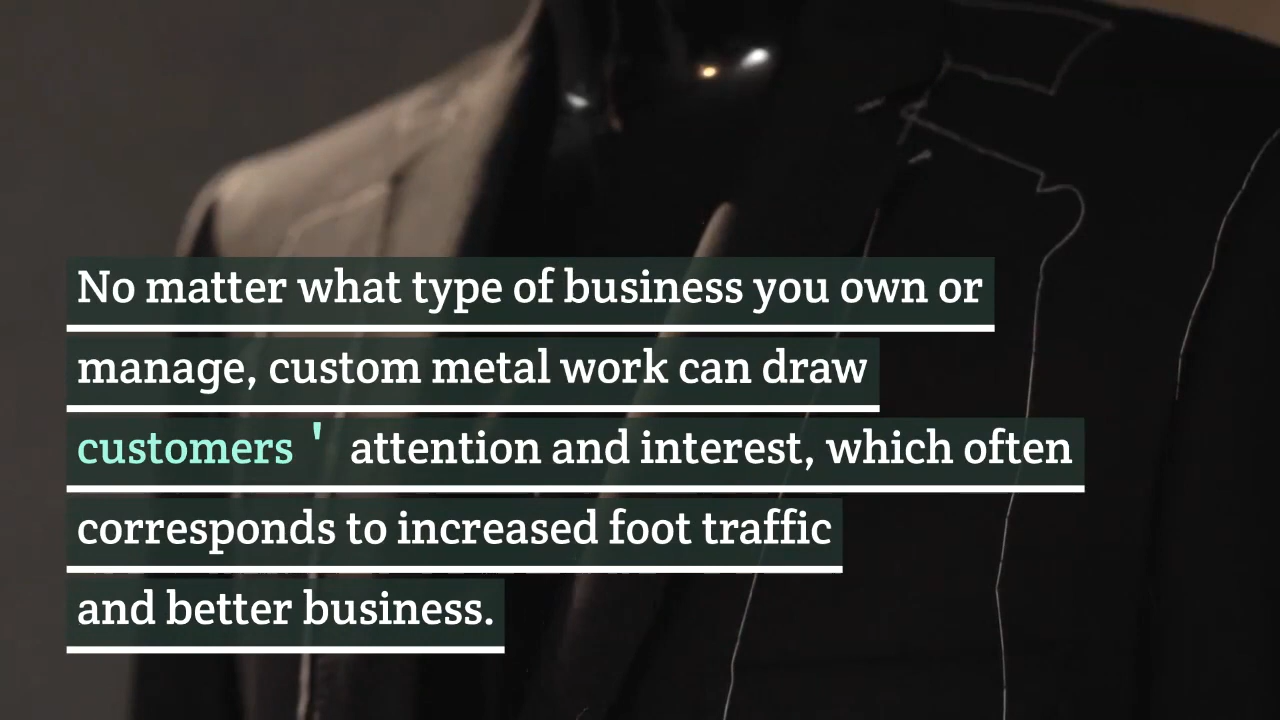 No matter what type of business you own or
manage, custom metal work can draw
customers ' attention and interest, which often
corresponds to increased foot traffic
and better business.